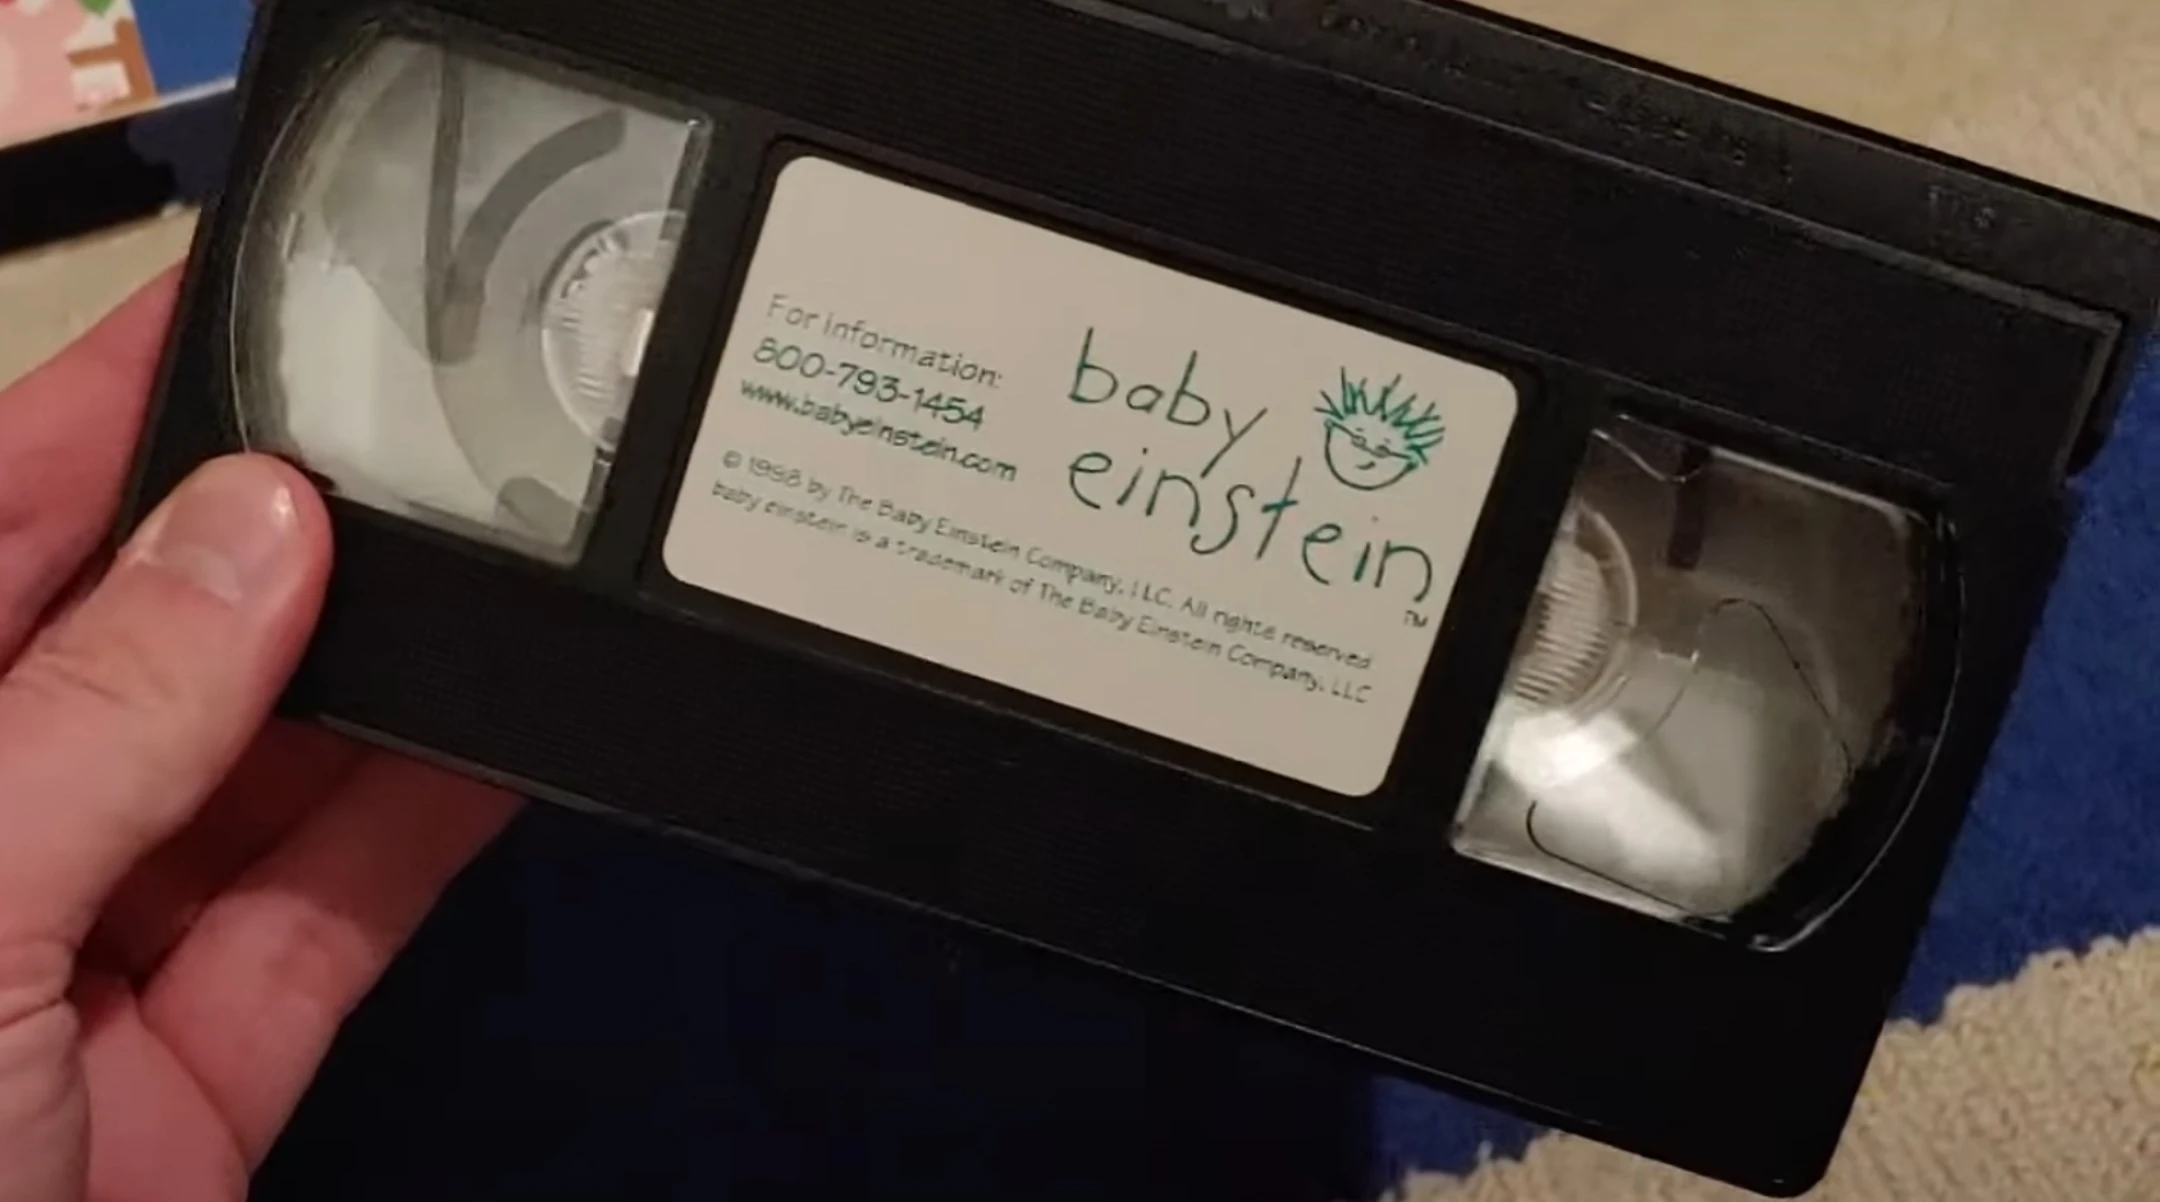 For Information:
800-793-1454
www.babyeinstein.com
baby
einstein
TM
© 1998 by The Baby Einstein Company, LLC. All rights reserved
baby einstein is a trademark of The Baby Einstein Company, LLC